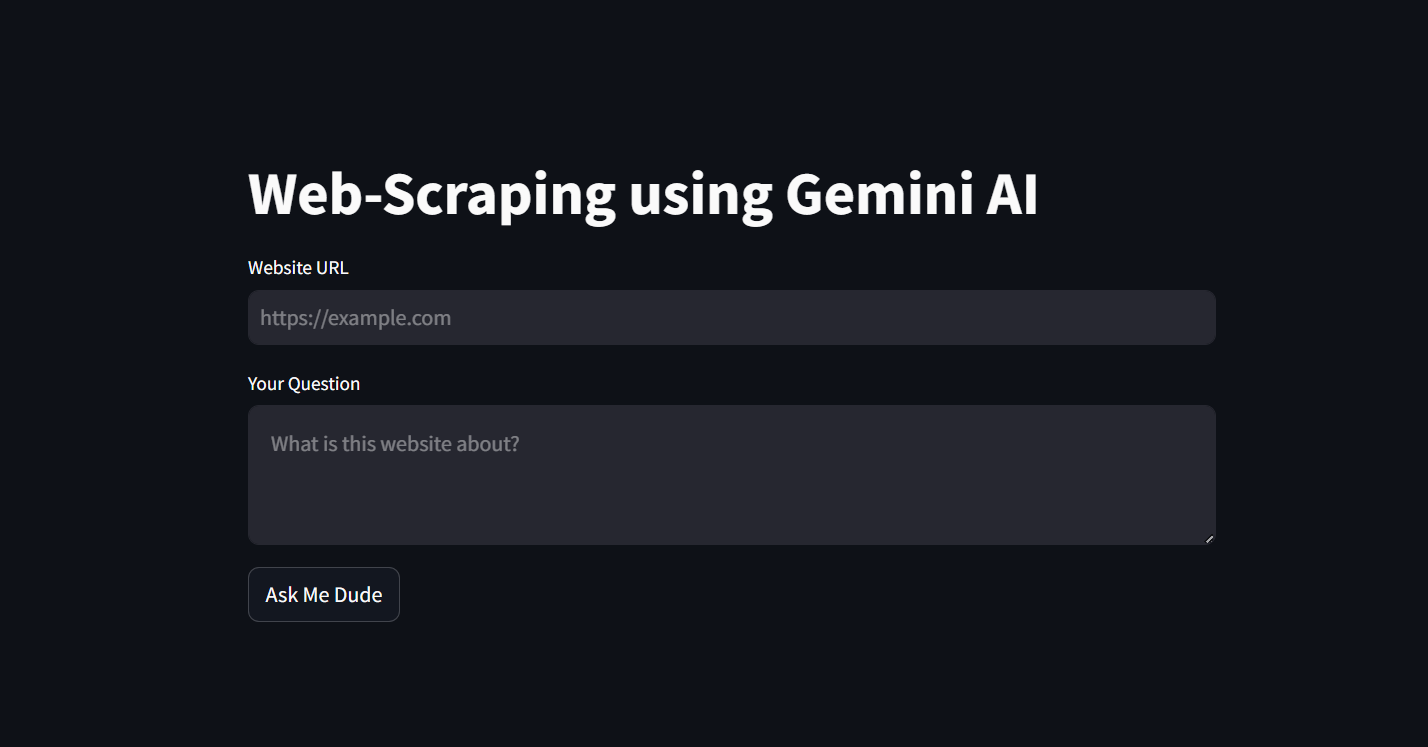 Web-Scraping using Gemini AI
Website URL
https://example.com
Your Question
What is this website about?
Ask Me Dude